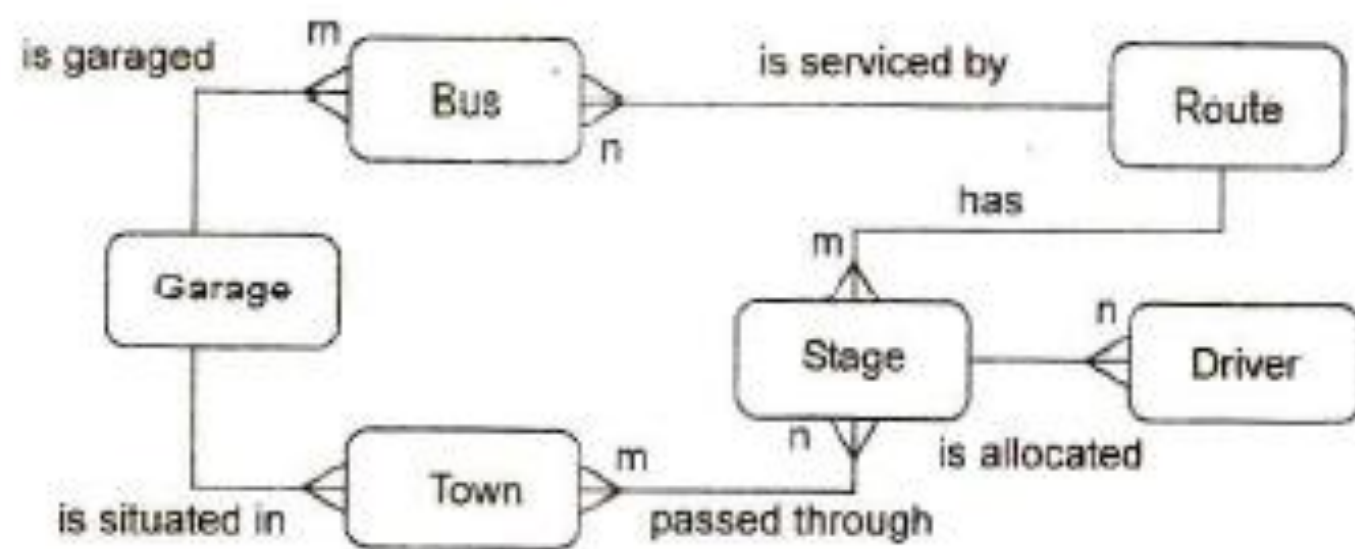 m
is garaged
Bus
is serviced by
Route
n
has
m
Garage
n
Stage
Driver
n
is allocated
m
Town
is situated in
passed through